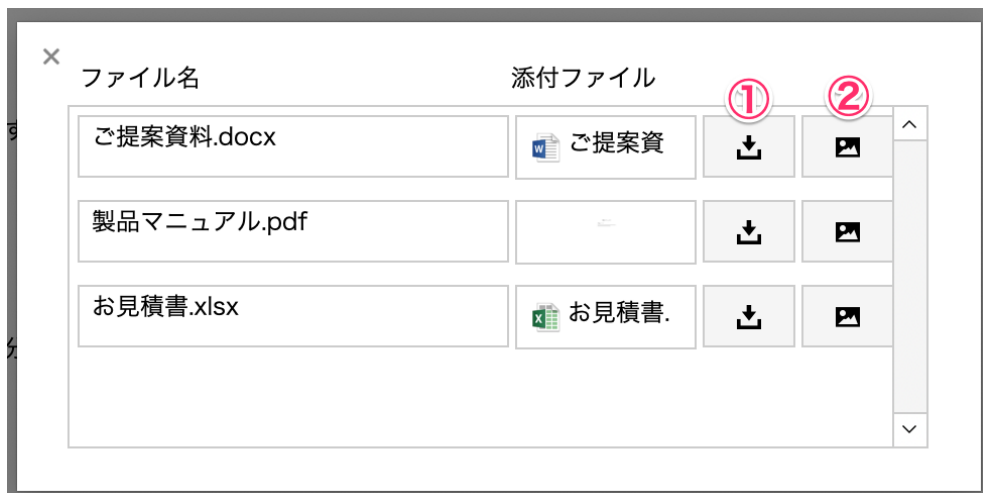 ファイル名 添付ファイル
① ②
ご提案資料.docx ご提案資
製品マニュアル.pdf
お見積書.xlsx お見積書.